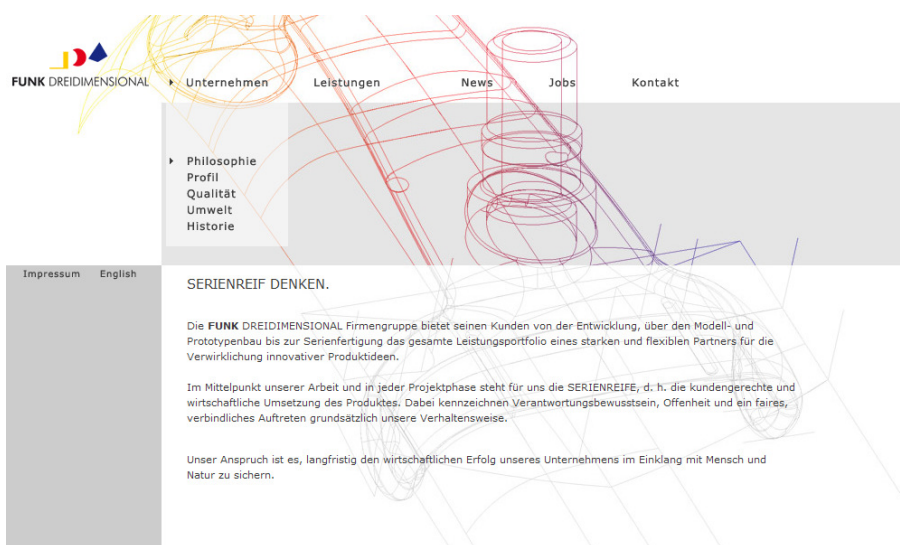 FUNK DREIDIMENSIONAL
Unternehmen Leistungen News Jobs Kontakt
Philosophie
Profil
Qualität
Umwelt
Historie
Impressum English
SERIENREIF DENKEN.
Die FUNK DREIDIMENSIONAL Firmengruppe bietet seinen Kunden von der Entwicklung, über den Modell- und
Prototypenbau bis zur Serienfertigung das gesamte Leistungsportfolio eines starken und flexiblen Partners für die
Verwirklichung innovativer Produktideen.
Im Mittelpunkt unserer Arbeit und in jeder Projektphase steht für uns die SERIENREIFE, d. h. die kundengerechte und
wirtschaftliche Umsetzung des Produktes. Dabei kennzeichnen Verantwortungsbewusstsein, Offenheit und ein faires,
verbindliches Auftreten grundsätzlich unsere Verhaltensweise.
Unser Anspruch ist es, langfristig den wirtschaftlichen Erfolg unseres Unternehmens im Einklang mit Mensch und
Natur zu sichern.